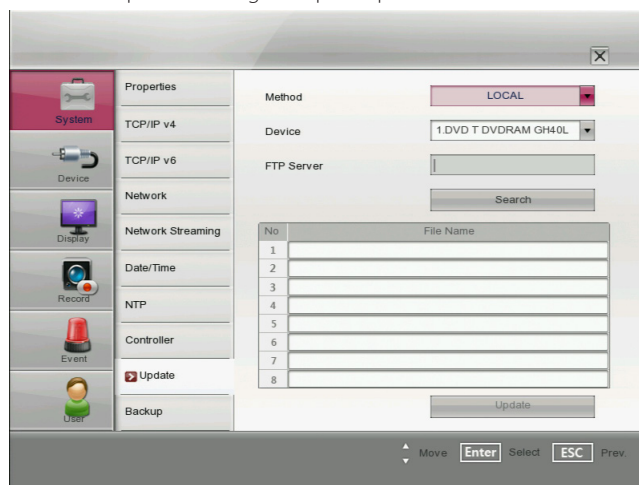 Properties
System
TCP/IP v4
TCP/IP v6
Device
Network
Display
Network Streaming
Date/Time
Record
NTP
Controller
Event
Update
User
Backup
Method
LOCAL
Device
1.DVD T DVDRAM GH40L
FTP Server
Search
No
File Name
1
2
3
4
5
6
7
8
Update
Move
Enter
Select
ESC
Prev.